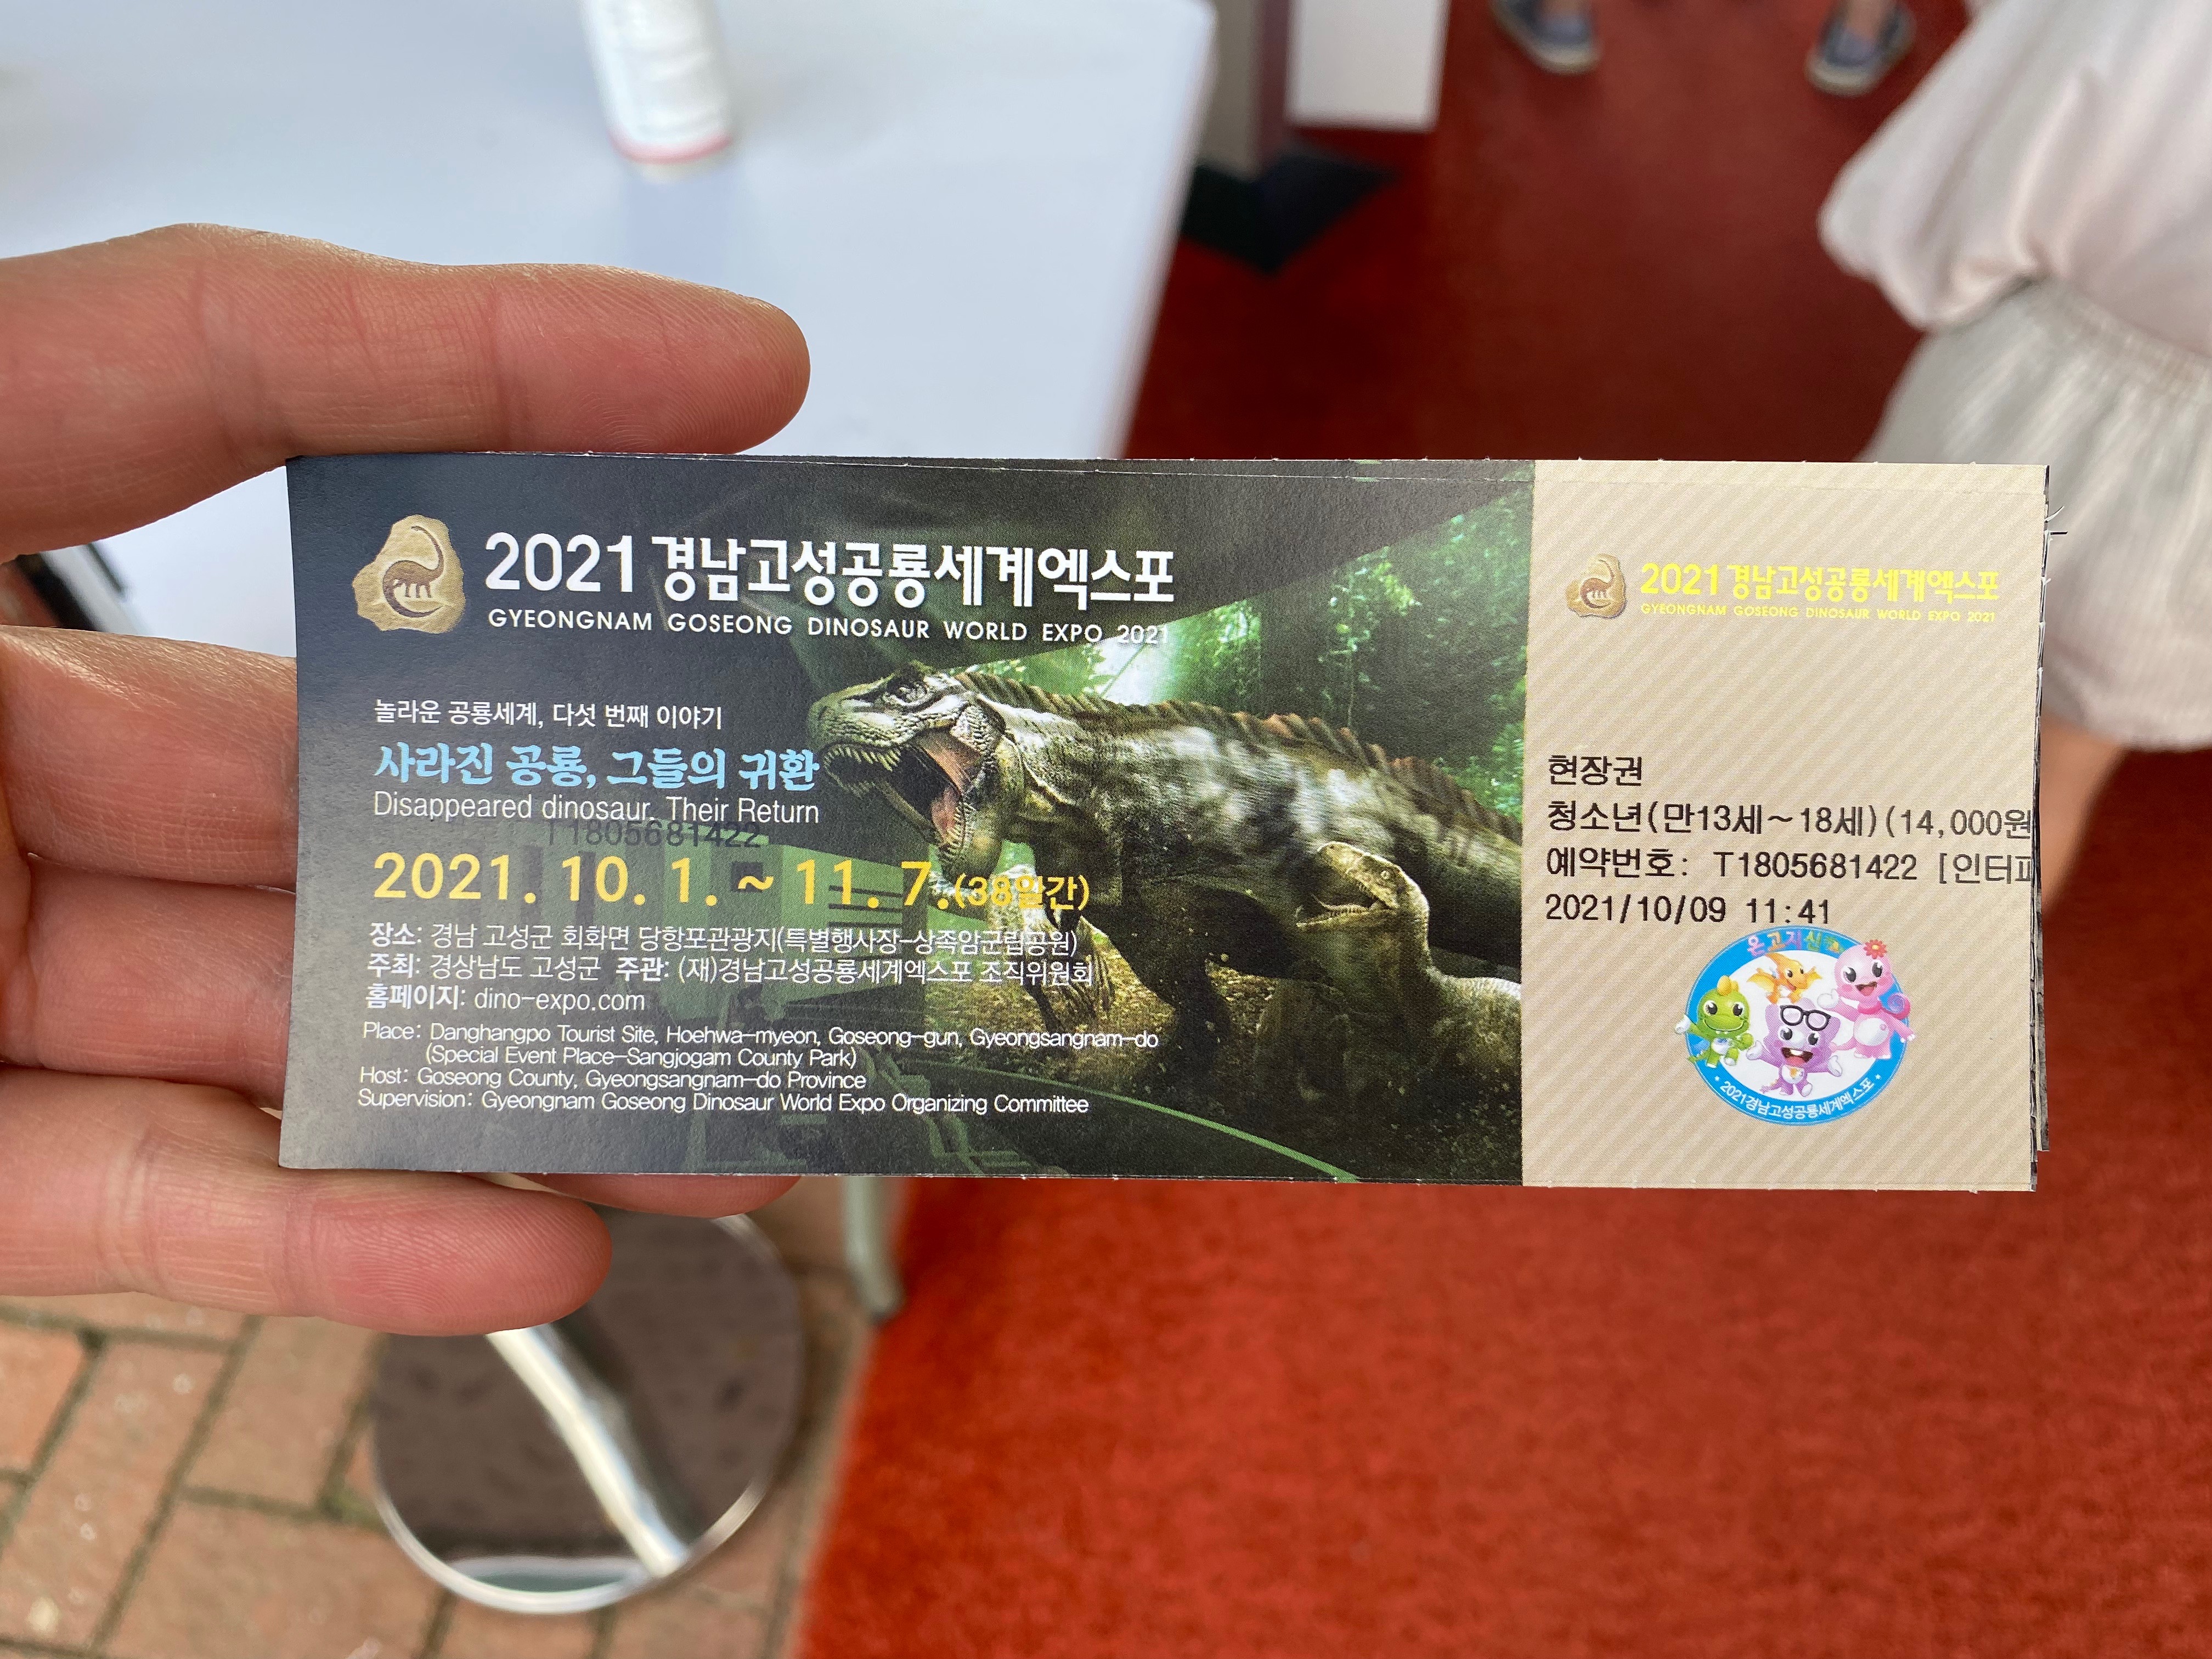 2021 경남고성공룡세계엑스포
GYEONGNAM GOSEONG DINOSAUR WORLD EXPO 2021
놀라운 공룡세계, 다섯 번째 이야기
사라진 공룡, 그들의 귀환
Disappeared dinosaur. Their Return
T1805681422
2021. 10. 1. ~ 11. 7.(38일간)
장소: 경남 고성군 회화면 당항포관광지(특별행사장-상족암군립공원)
주최: 경상남도 고성군 주관: (재)경남고성공룡세계엑스포 조직위원회
홈페이지: dino-expo.com
Place: Danghangpo Tourist Site, Hoehwa-myeon, Goseong-gun, Gyeongsangnam-do
(Special Event Place-Sangjogam County Park)
Host: Goseong County, Gyeongsangnam-do Province
Supervision: Gyeongnam Goseong Dinosaur World Expo Organizing Committee
2021 경남고성공룡세계엑스포
GYEONGNAM GOSEONG DINOSAUR WORLD EXPO 2021
현장권
청소년(만13세~18세)(14,000원
예약번호: T1805681422 [인터파
2021/10/09 11:41
온고지신
2021경남고성공룡세계엑스포